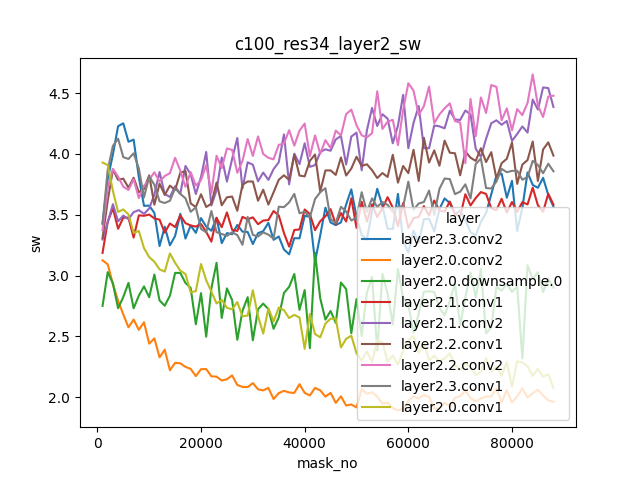 c100_res34_layer2_sw
4.5
4.0
3.5
3.0
2.5
2.0
sw
0
20000
40000
60000
80000
mask_no
layer
layer2.3.conv2
layer2.0.conv2
layer2.0.downsample.0
layer2.1.conv1
layer2.1.conv2
layer2.2.conv1
layer2.2.conv2
layer2.3.conv1
layer2.0.conv1